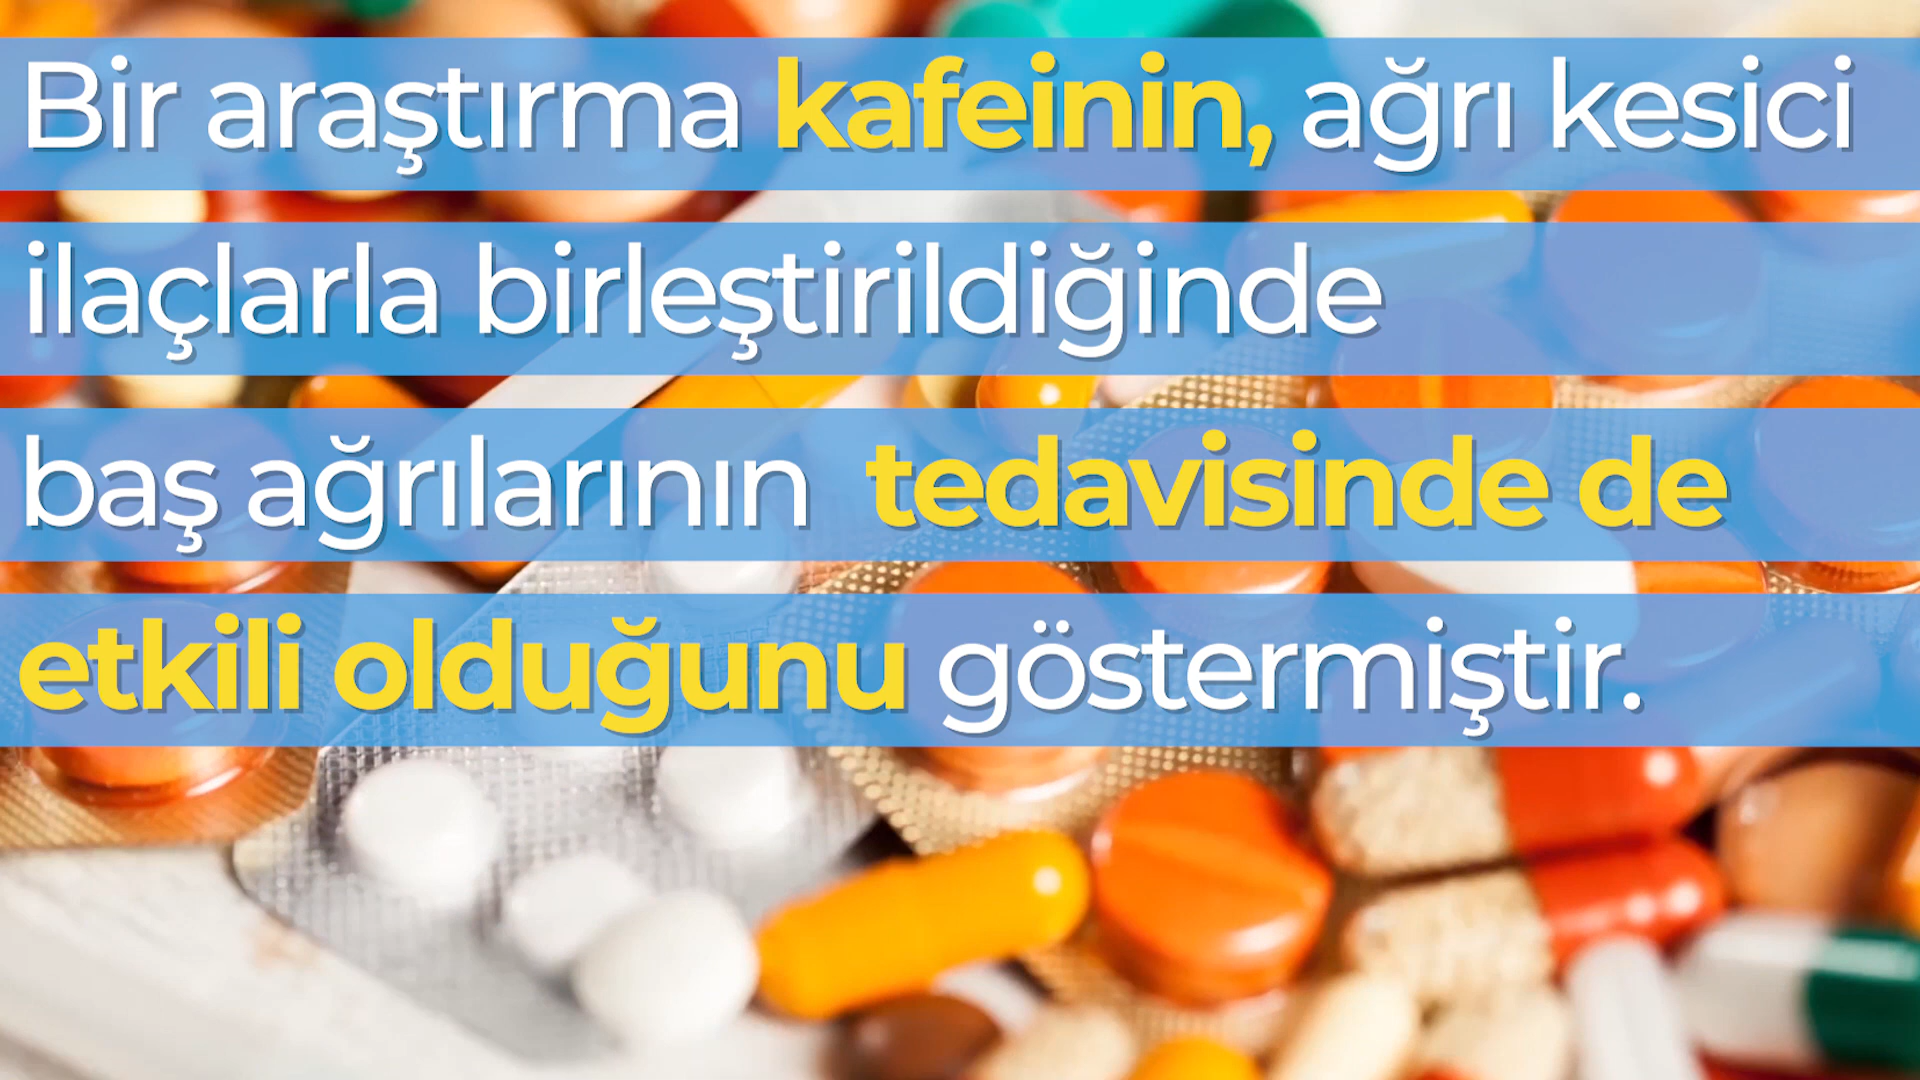 Bir araştırma kafeinin, ağrı kesici
ilaçlarla birleştirildiğinde
baş ağrılarının tedavisinde de
etkili olduğunu göstermiştir.